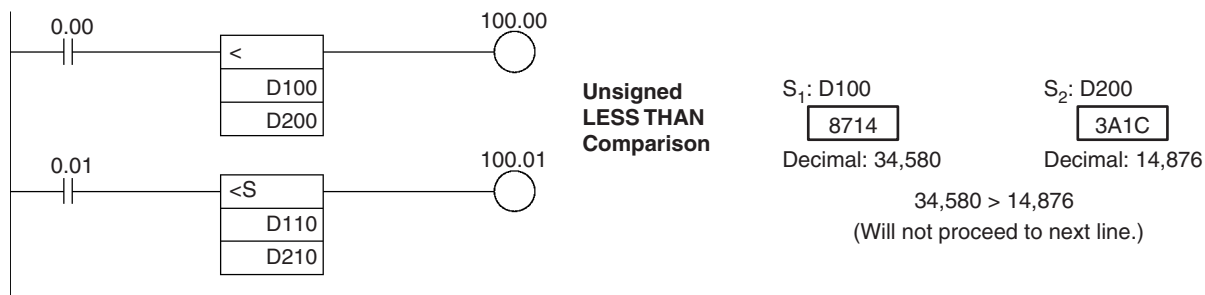 0.00
<
D100
D200
100.00
0.01
<S
D110
D210
100.01
Unsigned
LESS THAN
Comparison
S1: D100
8714
Decimal: 34,580
S2: D200
3A1C
Decimal: 14,876
34,580 > 14,876
(Will not proceed to next line.)